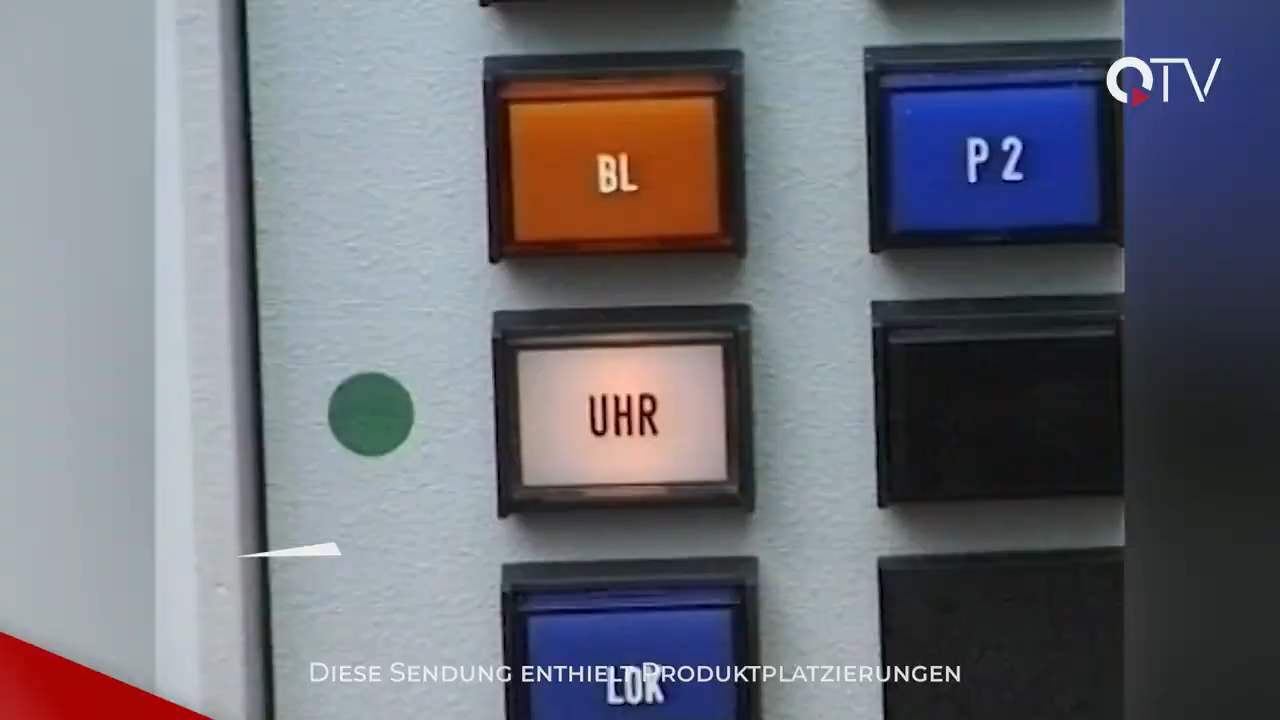 QTV
BL
P 2
UHR
LOK
Diese Sendung enthielt Produktplatzierungen